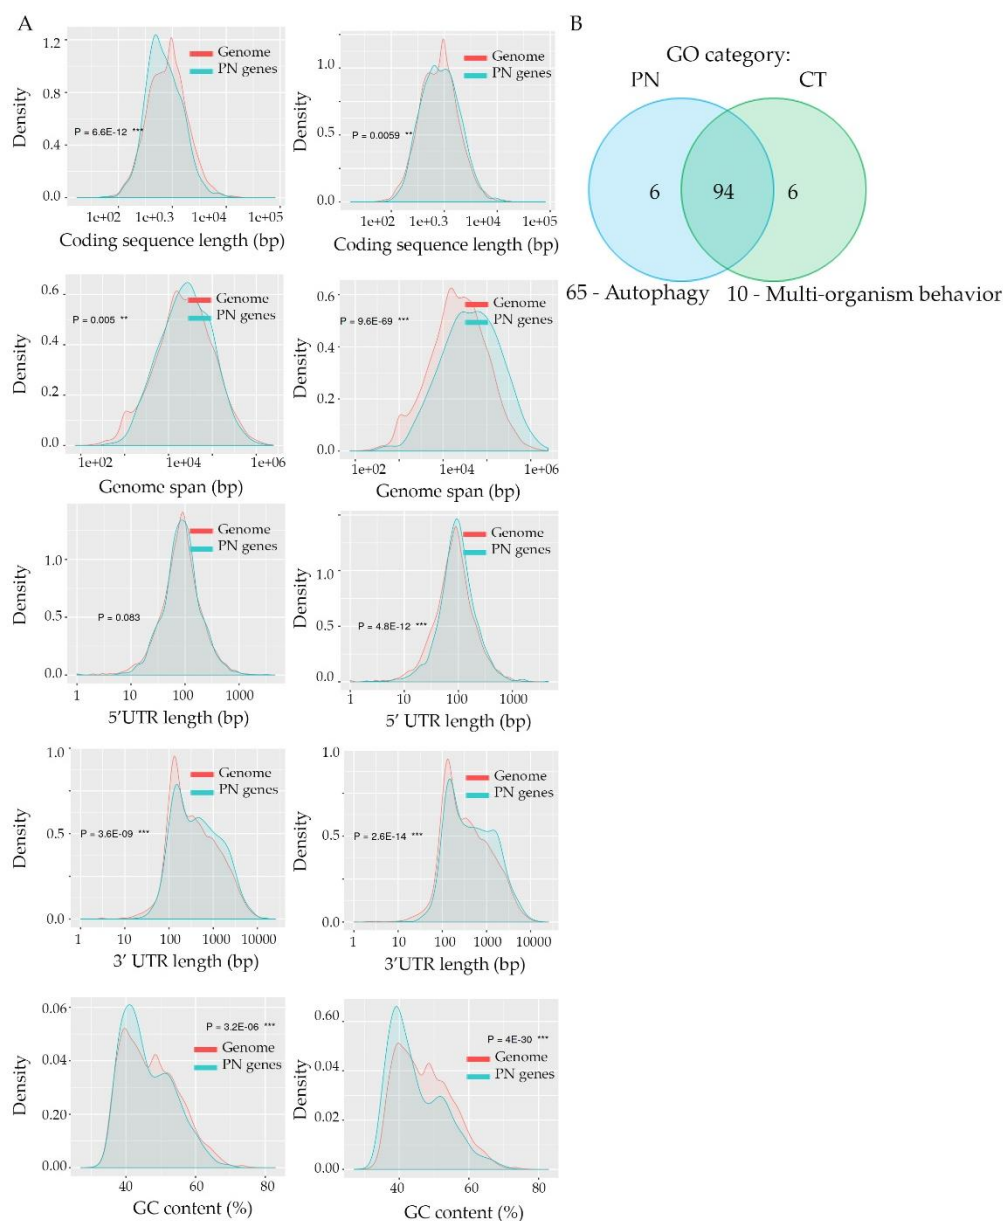 A
B
1.2
0.8
0.4
0.0
Density
Genome
PN genes
P = 6.6E-12 ***
1e+02
1e+0.3
1e+04
1e+05
Coding sequence length (bp)
1.0
0.5
0.0
Density
Genome
PN genes
P = 0.0059 **
1e+02
1e+0.3
1e+04
1e+05
Coding sequence length (bp)
GO category:
PN
CT
6
94
6
65 - Autophagy
10 - Multi-organism behavior
0.6
0.4
0.2
0.0
Density
Genome
PN genes
P = 0.005 **
1e+02
1e+04
1e+06
Genome span (bp)
0.6
0.4
0.2
0.0
Density
Genome
PN genes
P = 9.6E-69 ***
1e+02
1e+04
1e+06
Genome span (bp)
1.0
0.5
0.0
Density
Genome
PN genes
P = 0.083
1
10
100
1000
5'UTR length (bp)
1.0
0.5
0.0
Density
Genome
PN genes
P = 4.8E-12 ***
1
10
100
1000
5'UTR length (bp)
1.0
0.5
0.0
Density
Genome
PN genes
P = 3.6E-09 ***
1
10
100
1000
10000
3' UTR length (bp)
1.0
0.5
0.0
Density
Genome
PN genes
P = 2.6E-14 ***
1
10
100
1000
10000
3'UTR length (bp)
0.06
0.04
0.20
0.00
Density
P = 3.2E-06 ***
Genome
PN genes
40
60
80
GC content (%)
0.60
0.04
0.02
0.00
Density
P = 4E-30 ***
Genome
PN genes
40
60
80
GC content (%)